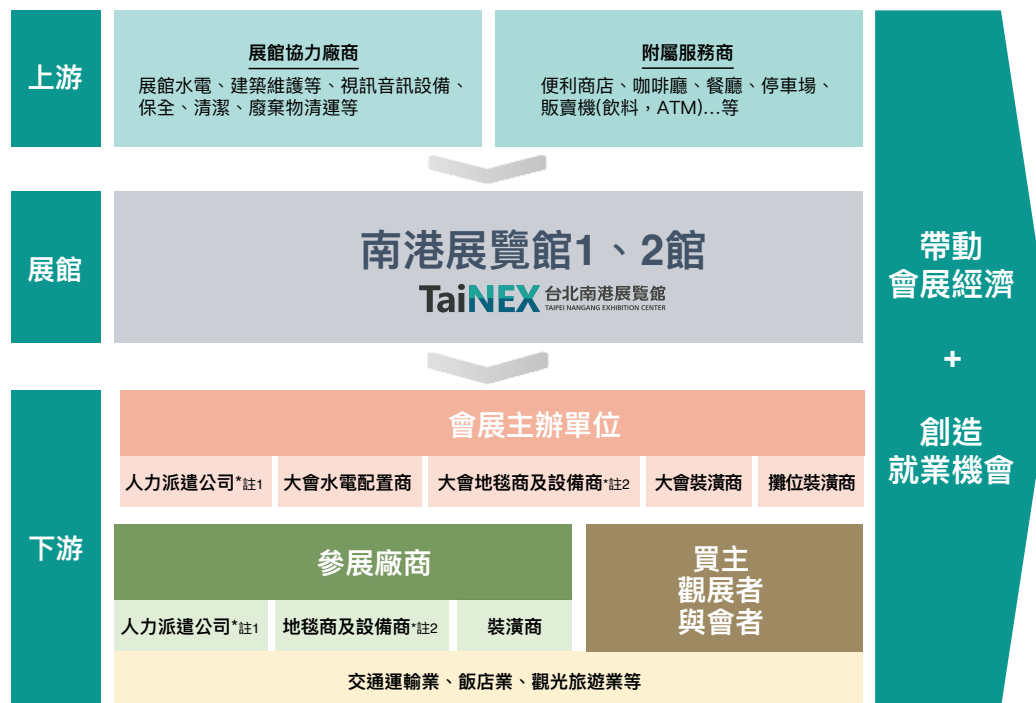 上游
展館協力廠商
展館水電、建築維護等、視訊音訊設備、
保全、清潔、廢棄物清運等
附屬服務商
便利商店、咖啡廳、餐廳、停車場、
販賣機(飲料，ATM)...等
展館
南港展覽館1、2館
TaiNEX 台北南港展覽館
TAIPEI NANGANG EXHIBITION CENTER
下游
會展主辦單位
人力派遣公司*註1
大會水電配置商
大會地毯商及設備商*註2
大會裝潢商
攤位裝潢商
參展廠商
人力派遣公司*註1
地毯商及設備商*註2
裝潢商
買主
觀展者
與會者
交通運輸業、飯店業、觀光旅遊業等
帶動
會展經濟
+
創造
就業機會